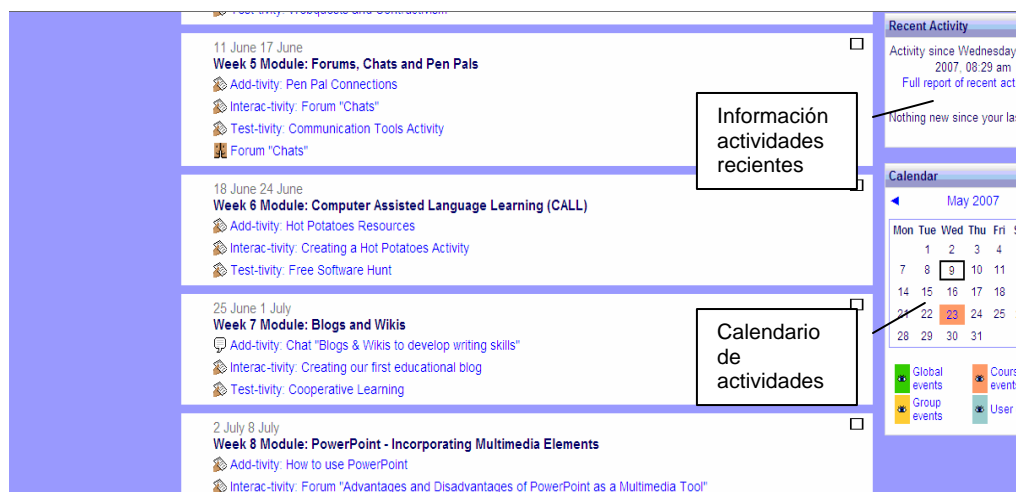 Test-tivity: Webquests and Contractivism
11 June 17 June
Week 5 Module: Forums, Chats and Pen Pals
Add-tivity: Pen Pal Connections
Interac-tivity: Forum "Chats"
Test-tivity: Communication Tools Activity
Forum "Chats"
18 June 24 June
Week 6 Module: Computer Assisted Language Learning (CALL)
Add-tivity: Hot Potatoes Resources
Interac-tivity: Creating a Hot Potatoes Activity
Test-tivity: Free Software Hunt
25 June 1 July
Week 7 Module: Blogs and Wikis
Add-tivity: Chat "Blogs & Wikis to develop writing skills"
Interac-tivity: Creating our first educational blog
Test-tivity: Cooperative Learning
2 July 8 July
Week 8 Module: PowerPoint - Incorporating Multimedia Elements
Add-tivity: How to use PowerPoint
Interac-tivity: Forum "Advantages and Disadvantages of PowerPoint as a Multimedia Tool"
Información
actividades
recientes
Calendario
de
actividades
Recent Activity
Activity since Wednesday
2007, 08:29 am
Full report of recent act
Nothing new since your las
Calendar
May 2007
Mon Tue Wed Thu Fri S
1 2 3 4
7 8 9 10 11
14 15 16 17 18
21 22 23 24 25
28 29 30 31
Global
events
Cours
events
Group
events
User